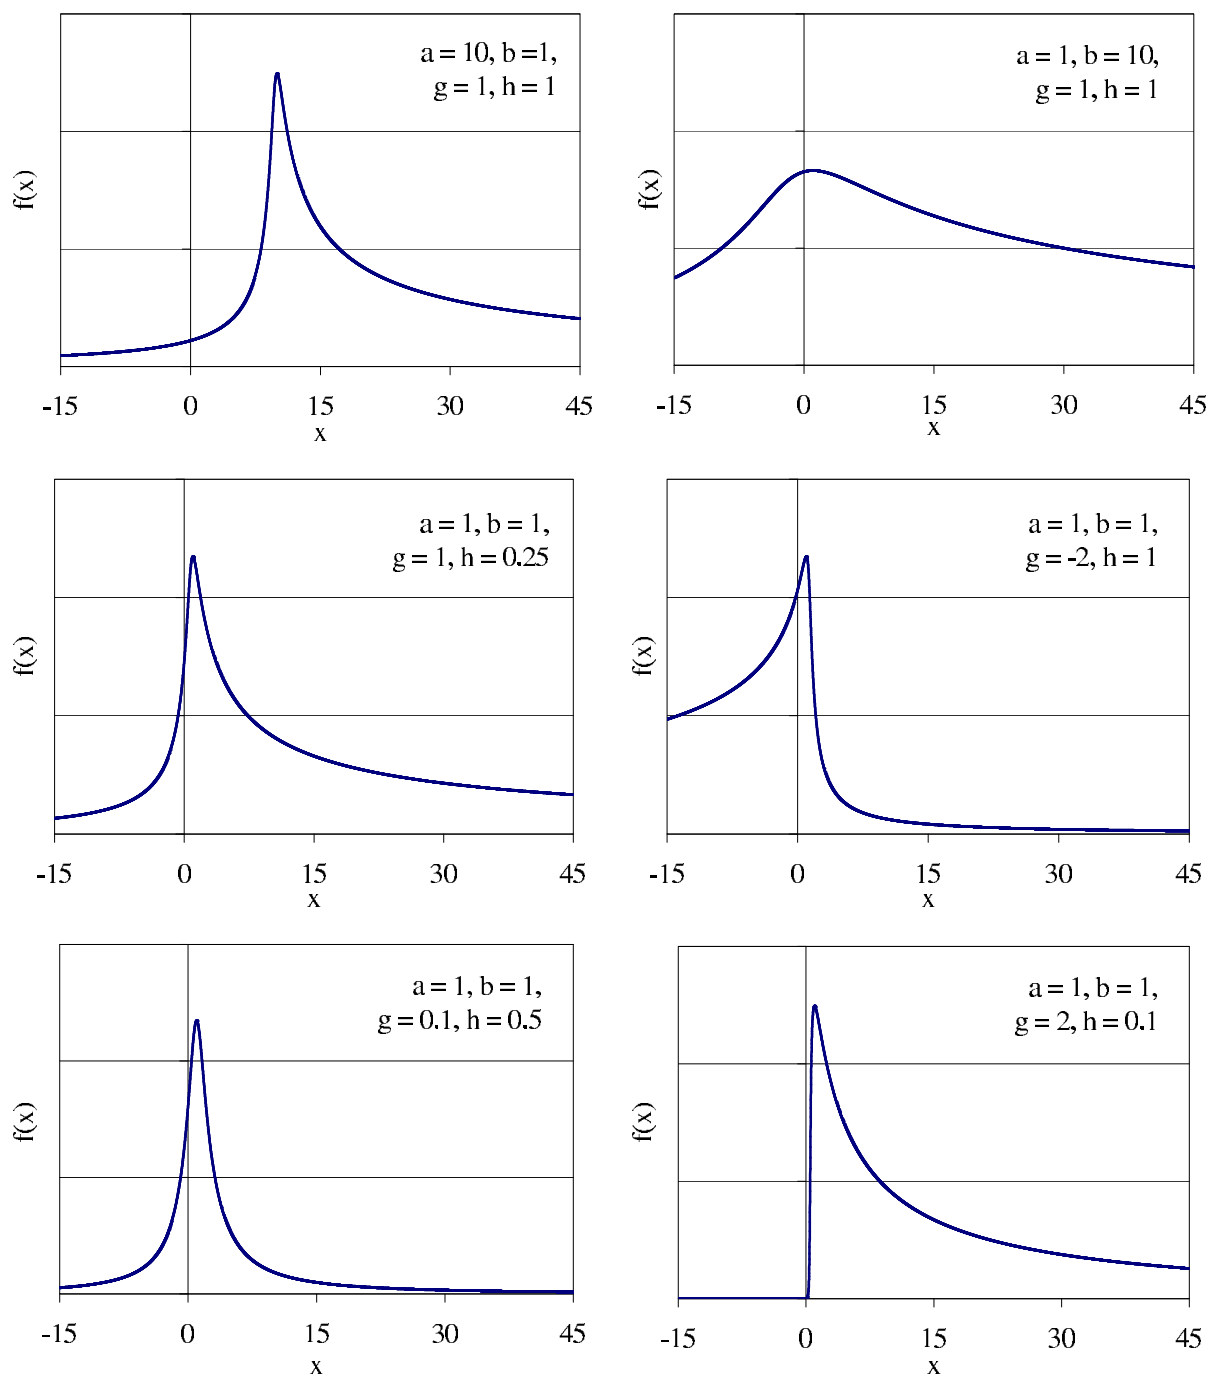 a = 10, b =1,
g = 1, h = 1
f(x)
-15 0 15 30 45
x
a = 1, b = 10,
g = 1, h = 1
f(x)
-15 0 15 30 45
x
a = 1, b = 1,
g = 1, h = 0.25
f(x)
-15 0 15 30 45
x
a = 1, b = 1,
g = -2, h = 1
f(x)
-15 0 15 30 45
x
a = 1, b = 1,
g = 0.1, h = 0.5
f(x)
-15 0 15 30 45
x
a = 1, b = 1,
g = 2, h = 0.1
f(x)
-15 0 15 30 45
x